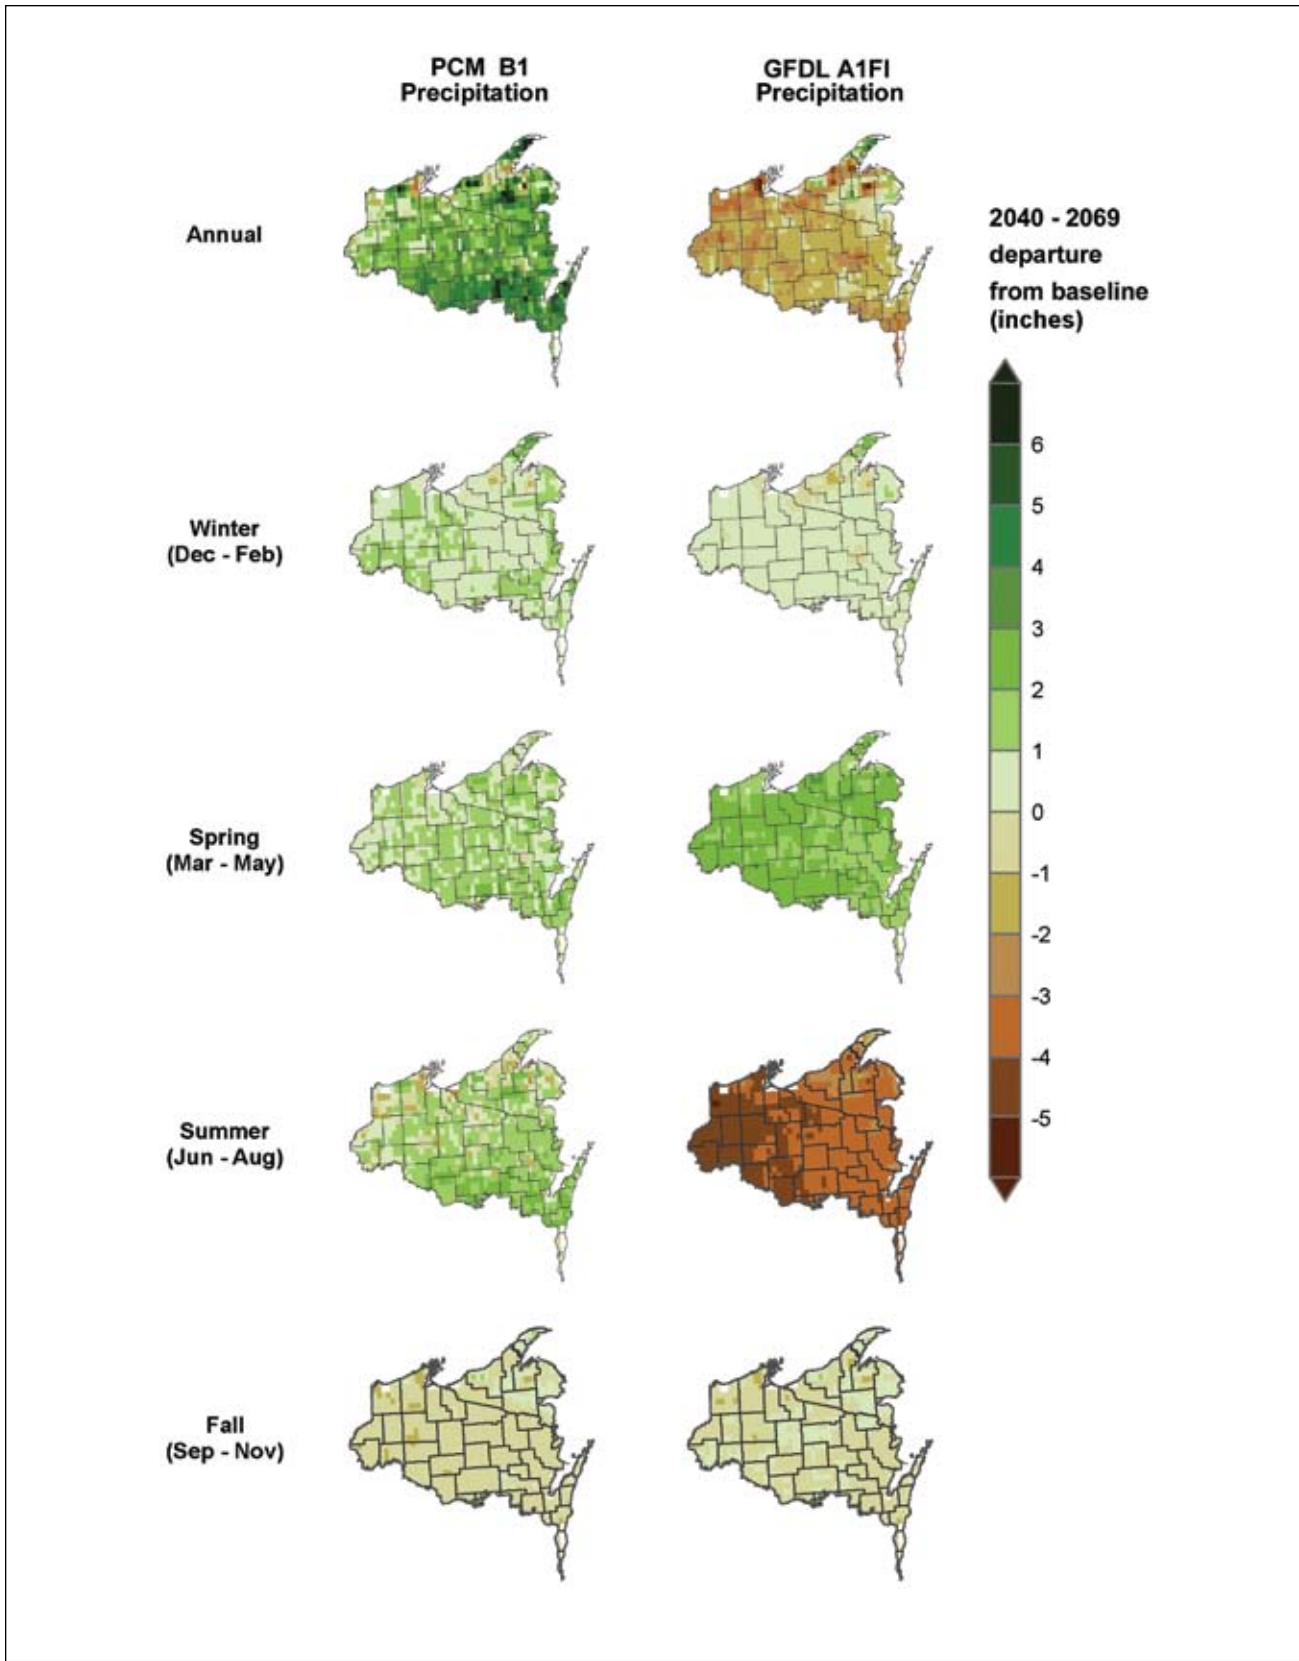 PCM B1
Precipitation
GFDL A1FI
Precipitation
Annual
2040 - 2069
departure
from baseline
(inches)
6
5
4
3
2
1
0
-1
-2
-3
-4
-5
Winter
(Dec - Feb)
Spring
(Mar - May)
Summer
(Jun - Aug)
Fall
(Sep - Nov)